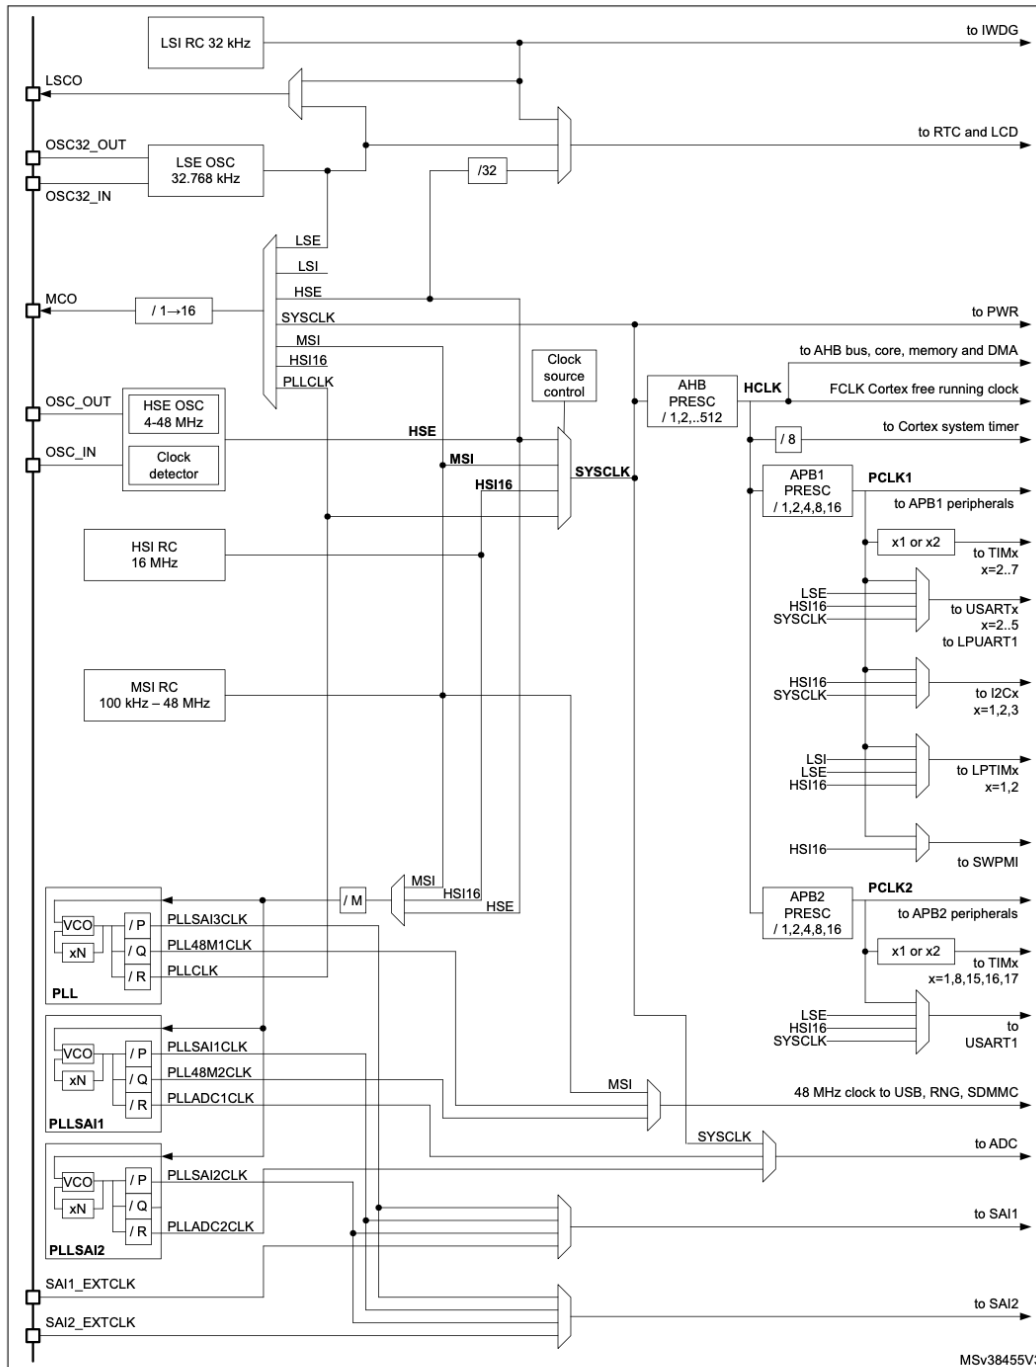 LSI RC 32 kHz
to IWDG
LSCO
OSC32_OUT
to RTC and LCD
LSE OSC
32.768 kHz
/32
OSC32_IN
LSE
LSI
HSE
MCO
/ 1→16
SYSCLK
to PWR
MSI
HSI16
PLLCLK
Clock
source
control
to AHB bus, core, memory and DMA
AHB
PRESC
/ 1,2,..512
HCLK
FCLK Cortex free running clock
OSC_OUT
HSE OSC
4-48 MHz
HSE
/ 8
to Cortex system timer
OSC_IN
Clock
detector
MSI
SYSCLK
HSI16
APB1
PRESC
/ 1,2,4,8,16
PCLK1
to APB1 peripherals
HSI RC
16 MHz
x1 or x2
to TIMx
x=2..7
LSE
HSI16
SYSCLK
to USARTx
x=2..5
to LPUART1
MSI RC
100 kHz – 48 MHz
HSI16
SYSCLK
to I2Cx
x=1,2,3
LSI
LSE
HSI16
to LPTIMx
x=1,2
HSI16
to SWPMI
/ M
MSI
HSI16
HSE
APB2
PRESC
/ 1,2,4,8,16
PCLK2
to APB2 peripherals
VCO
xN
/ P
/ Q
/ R
PLLSAI3CLK
PLL48M1CLK
PLLCLK
PLL
x1 or x2
to TIMx
x=1,8,15,16,17
LSE
HSI16
SYSCLK
to
USART1
VCO
xN
/ P
/ Q
/ R
PLLSAI1CLK
PLL48M2CLK
PLLADC1CLK
PLLSAI1
MSI
48 MHz clock to USB, RNG, SDMMC
SYSCLK
to ADC
VCO
xN
/ P
/ Q
/ R
PLLSAI2CLK
PLLADC2CLK
PLLSAI2
to SAI1
SAI1_EXTCLK
to SAI2
SAI2_EXTCLK